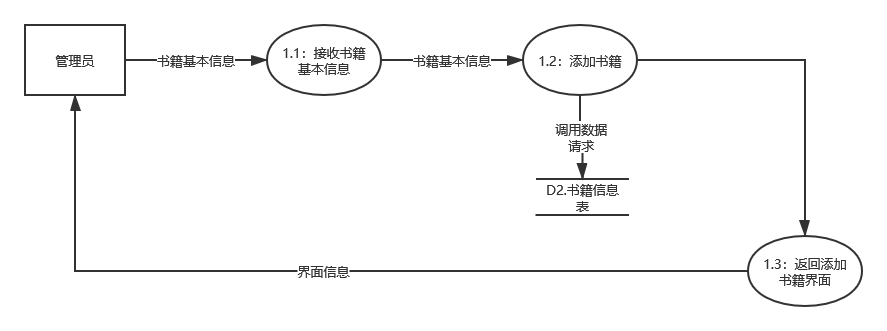 管理员
书籍基本信息
1.1：接收书籍
基本信息
书籍基本信息
1.2：添加书籍
调用数据
请求
D2.书籍信息
表
1.3：返回添加
书籍界面
界面信息